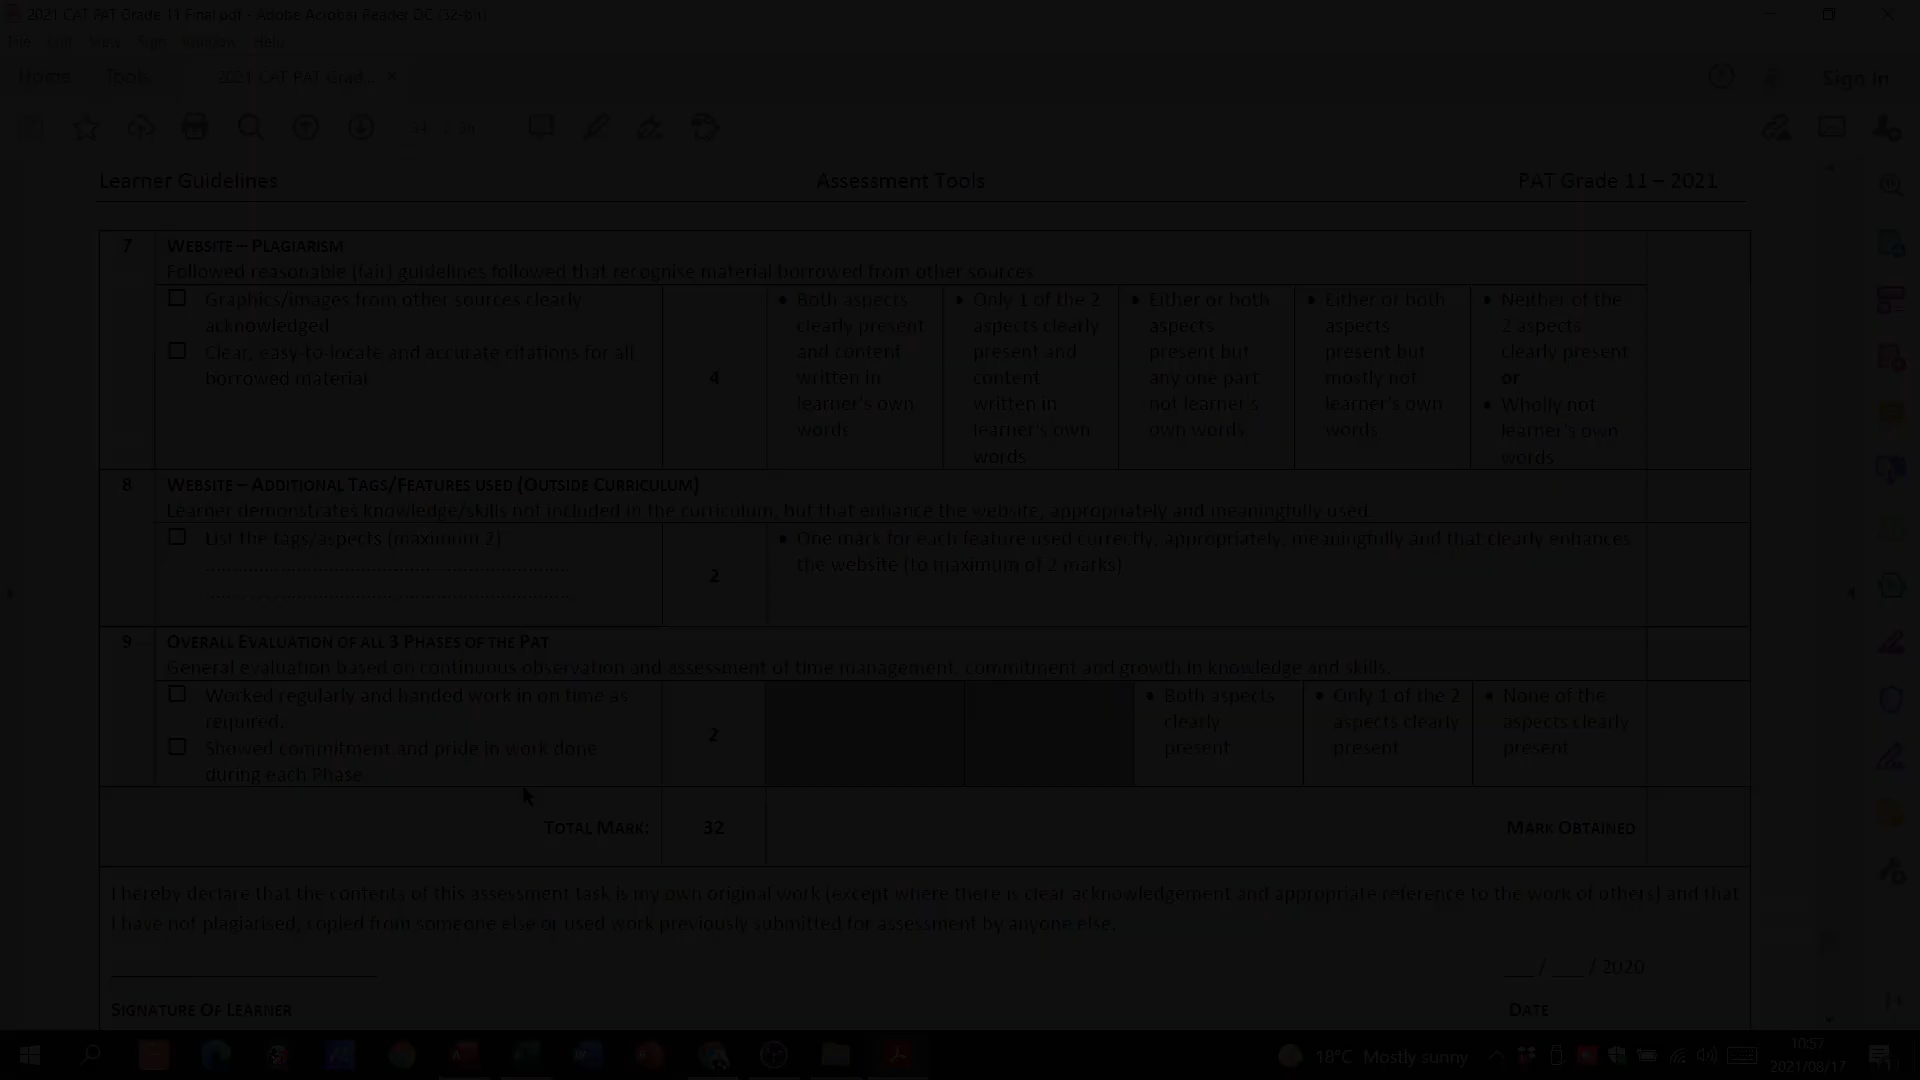 2021 CAT PAT Grade 11 Final.pdf - Adobe Acrobat Reader DC (32-bit)
File Edit View Sign Window Help
Home Tools 2021 CAT PAT Grad... × Sign In
Learner Guidelines Assessment Tools PAT Grade 11 – 2021
7 WEBSITE – PLAGIARISM
Followed reasonable (fair) guidelines followed that recognise material borrowed from other sources
Graphics/images from other sources clearly
acknowledged
Clear, easy-to-locate and accurate citations for all
borrowed material
4
• Both aspects
clearly present
and content
written in
learner's own
words
• Only 1 of the 2
aspects clearly
present and
content
written in
learner's own
words
• Either or both
aspects
present but
any one part
not learner's
own words
• Either or both
aspects
present but
mostly not
learner's own
words
• Neither of the
2 aspects
clearly present
or
• Wholly not
learner's own
words
8 WEBSITE – ADDITIONAL TAGS/FEATURES USED (OUTSIDE CURRICULUM)
Learner demonstrates knowledge/skills not included in the curriculum, but that enhance the website, appropriately and meaningfully used.
List the tags/aspects (maximum 2)
2
• One mark for each feature used correctly, appropriately, meaningfully and that clearly enhances
the website (to maximum of 2 marks)
9 OVERALL EVALUATION OF ALL 3 PHASES OF THE PAT
General evaluation based on continuous observation and assessment of time management, commitment and growth in knowledge and skills.
Worked regularly and handed work in on time as
required.
Showed commitment and pride in work done
during each Phase
2
• Both aspects
clearly
present
• Only 1 of the 2
aspects clearly
present
• None of the
aspects clearly
present
TOTAL MARK: 32 MARK OBTAINED
I hereby declare that the contents of this assessment task is my own original work (except where there is clear acknowledgement and appropriate reference to the work of others) and that
I have not plagiarised, copied from someone else or used work previously submitted for assessment by anyone else.
___ / ___ / 2020
SIGNATURE OF LEARNER DATE
18°C Mostly sunny
10:57
2021/08/17